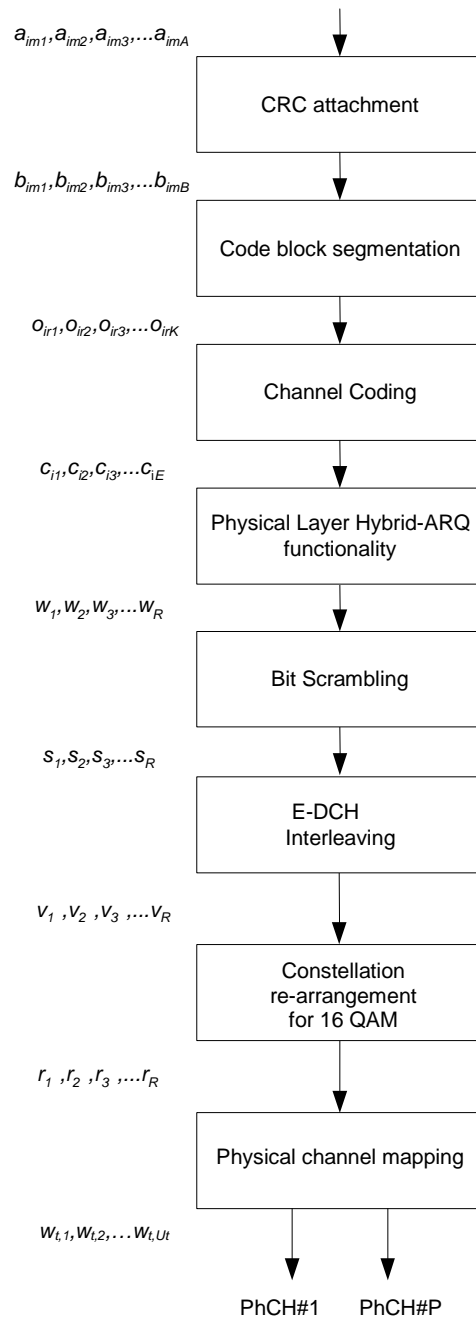 a_im1,a_im2,a_im3,...a_imA
CRC attachment
b_im1,b_im2,b_im3,...b_imB
Code block segmentation
o_ir1,o_ir2,o_ir3,...o_irK
Channel Coding
c_i1,c_i2,c_i3,...c_iE
Physical Layer Hybrid-ARQ
functionality
w_1,w_2,w_3,...w_R
Bit Scrambling
s_1,s_2,s_3,...s_R
E-DCH
Interleaving
v_1 ,v_2 ,v_3 ,...v_R
Constellation
re-arrangement
for 16 QAM
r_1 ,r_2 ,r_3 ,...r_R
Physical channel mapping
w_t,1,w_t,2,...w_t,Ut
PhCH#1 PhCH#P